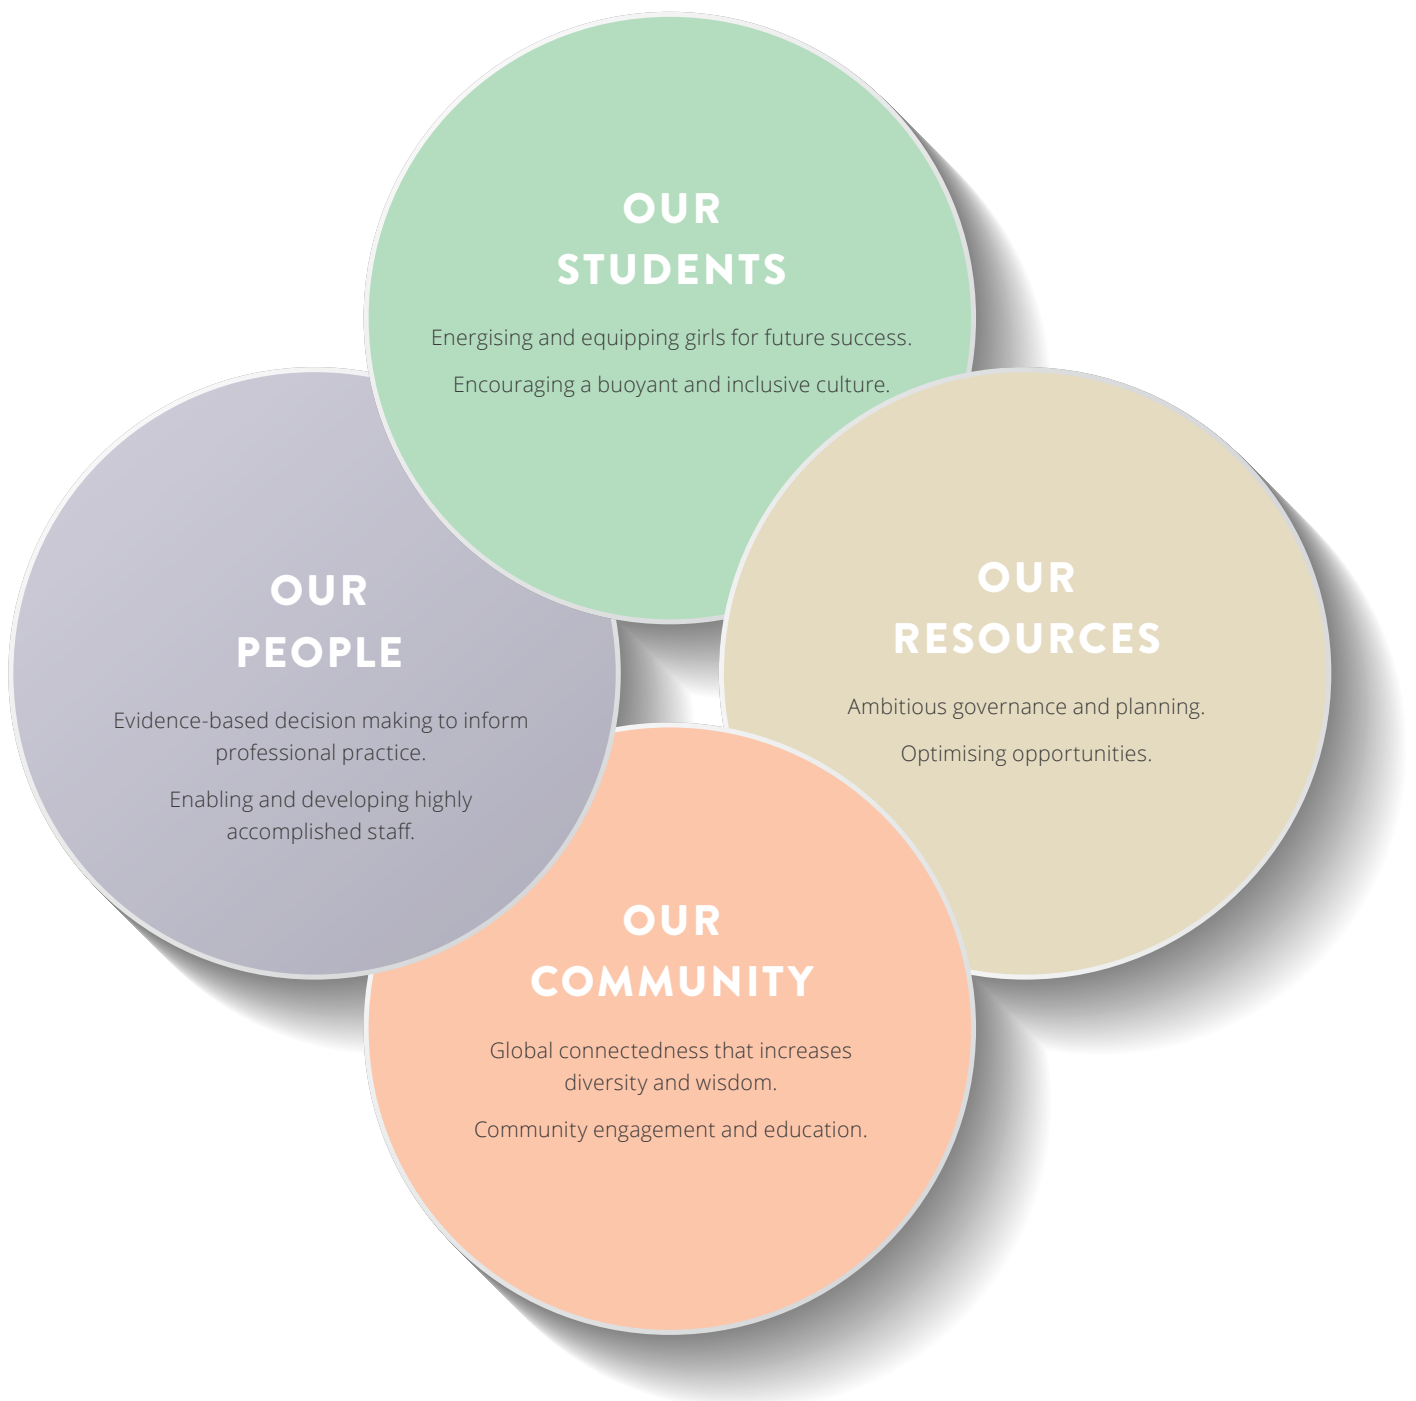 OUR
STUDENTS
Energising and equipping girls for future success.
Encouraging a buoyant and inclusive culture.
OUR
PEOPLE
Evidence-based decision making to inform
professional practice.
Enabling and developing highly
accomplished staff.
OUR
RESOURCES
Ambitious governance and planning.
Optimising opportunities.
OUR
COMMUNITY
Global connectedness that increases
diversity and wisdom.
Community engagement and education.